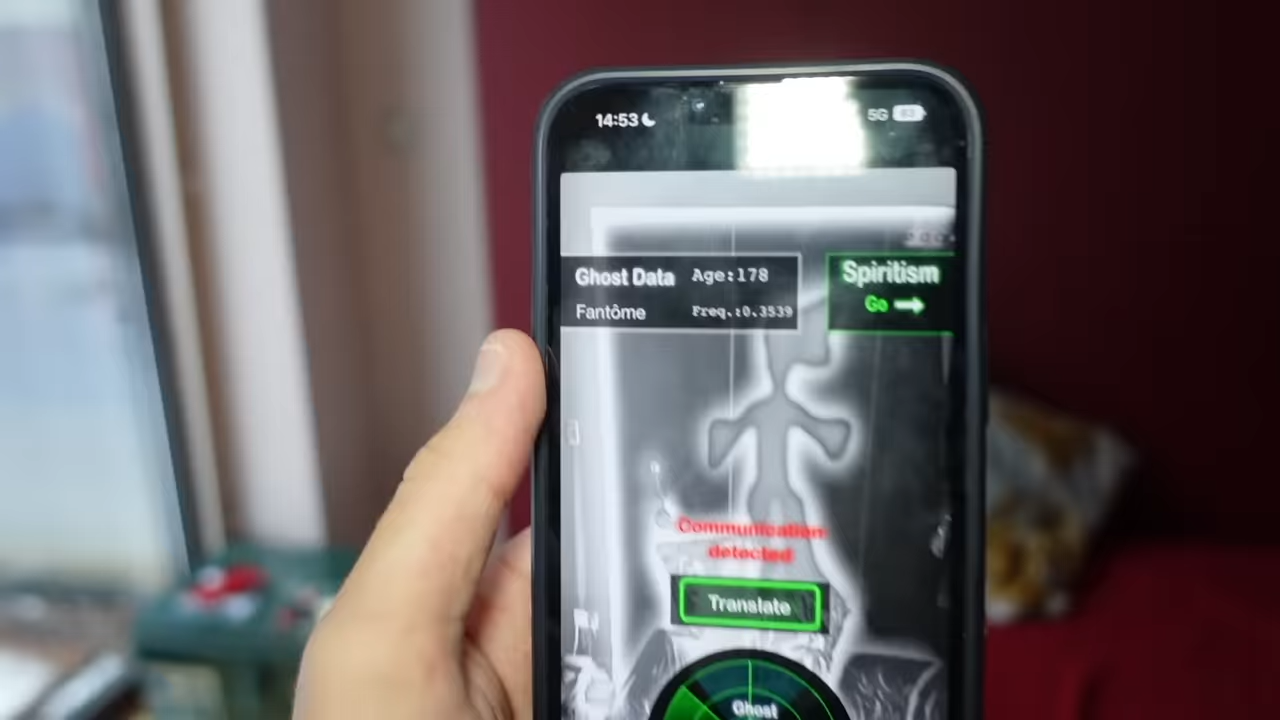 14:53
5G
Ghost Data
Age:178
Fantôme
Freq.:0.3539
Spiritism
Go
Communication
detected
Translate
Ghost